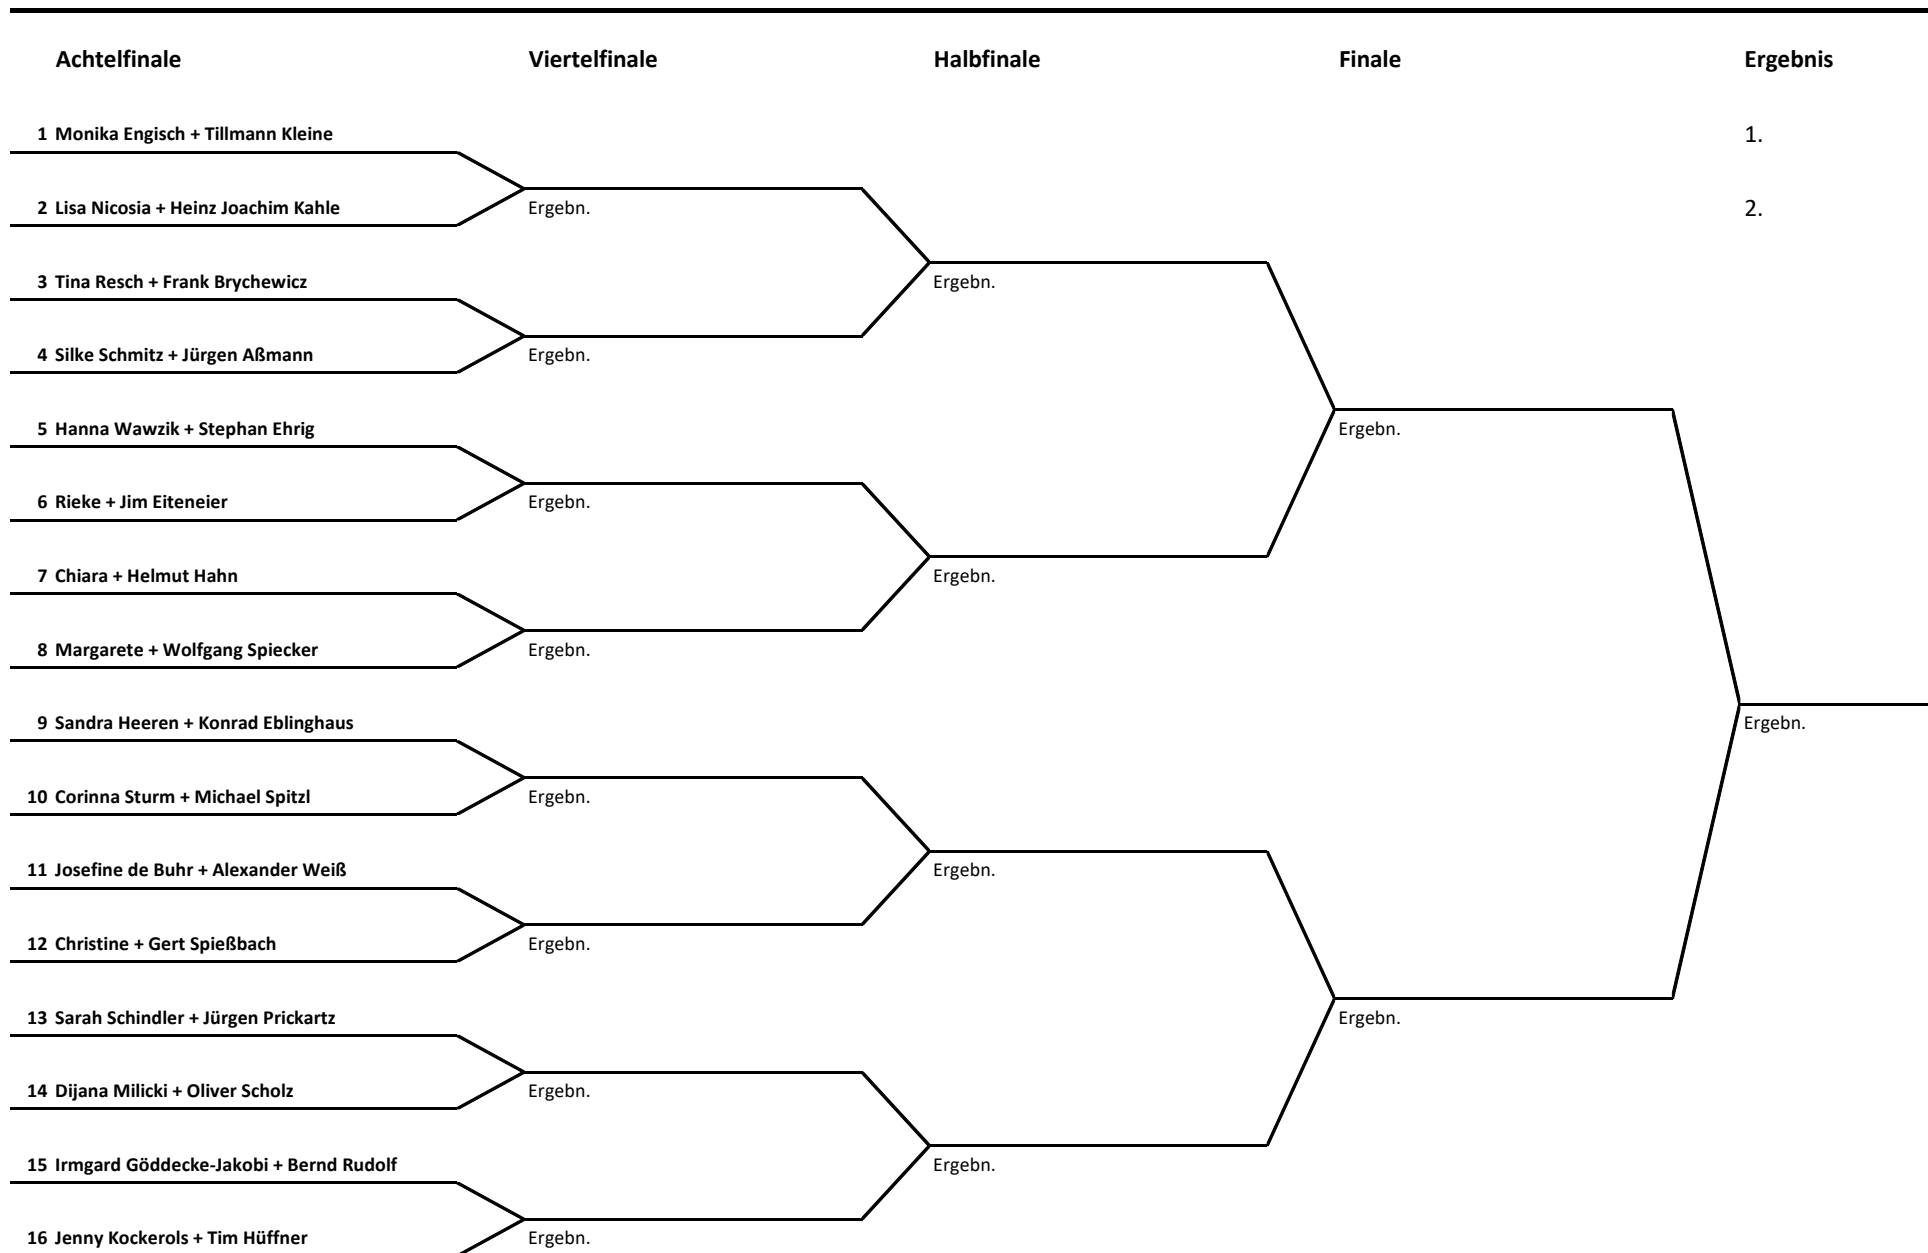 Achtelfinale Viertelfinale Halbfinale Finale Ergebnis
1 Monika Engisch + Tillmann Kleine 1.
2 Lisa Nicosia + Heinz Joachim Kahle Ergebn. 2.
3 Tina Resch + Frank Brychewicz Ergebn.
4 Silke Schmitz + Jürgen Aßmann Ergebn.
5 Hanna Wawzik + Stephan Ehrig Ergebn.
6 Rieke + Jim Eiteneier Ergebn.
7 Chiara + Helmut Hahn Ergebn.
8 Margarete + Wolfgang Spiecker Ergebn.
9 Sandra Heeren + Konrad Eblinghaus Ergebn.
10 Corinna Sturm + Michael Spitzl Ergebn.
11 Josefine de Buhr + Alexander Weiß Ergebn.
12 Christine + Gert Spießbach Ergebn.
13 Sarah Schindler + Jürgen Prickartz Ergebn.
14 Dijana Milicki + Oliver Scholz Ergebn.
15 Irmgard Göddecke-Jakobi + Bernd Rudolf Ergebn.
16 Jenny Kockerols + Tim Hüffner Ergebn.